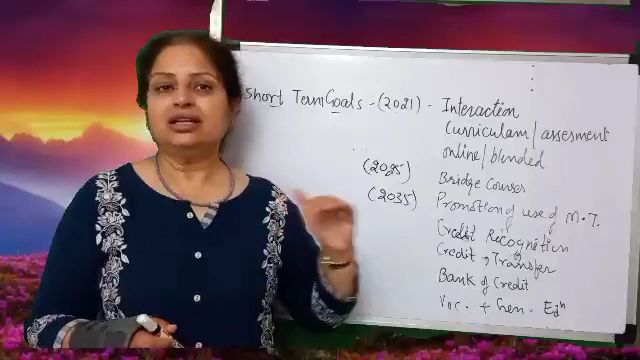 Short Term Goals - (2021) - Interaction
Curriculam / assesment
online / blended
(2025)
Bridge Courses
(2035)
Promotion of use of M.T.
Credit Recognition
Credit , Transfer
Bank of Credit
Voc. + Gen. Edn